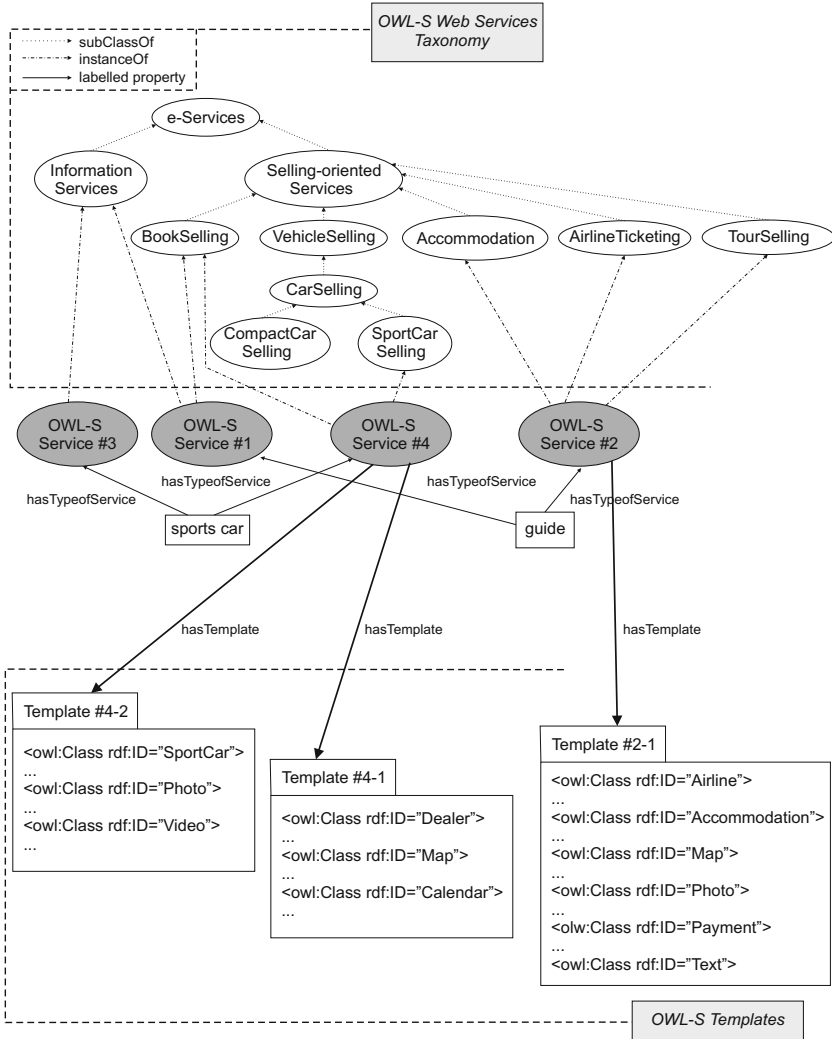 OWL-S Web Services
Taxonomy
subClassOf
instanceOf
labelled property
e-Services
Information
Services
Selling-oriented
Services
BookSelling
VehicleSelling
Accommodation
AirlineTicketing
TourSelling
CarSelling
CompactCar
Selling
SportCar
Selling
OWL-S
Service #3
OWL-S
Service #1
OWL-S
Service #4
OWL-S
Service #2
hasTypeofService
hasTypeofService
hasTypeofService
hasTypeofService
sports car
guide
hasTemplate
hasTemplate
hasTemplate
Template #4-2
<owl:Class rdf:ID=”SportCar”>
...
<owl:Class rdf:ID=”Photo”>
...
<owl:Class rdf:ID=”Video”>
...
Template #4-1
<owl:Class rdf:ID=”Dealer”>
...
<owl:Class rdf:ID=”Map”>
...
<owl:Class rdf:ID=”Calendar”>
...
Template #2-1
<owl:Class rdf:ID=”Airline”>
...
<owl:Class rdf:ID=”Accommodation”>
...
<owl:Class rdf:ID=”Map”>
...
<owl:Class rdf:ID=”Photo”>
...
<olw:Class rdf:ID=”Payment”>
...
<owl:Class rdf:ID=”Text”>
OWL-S Templates